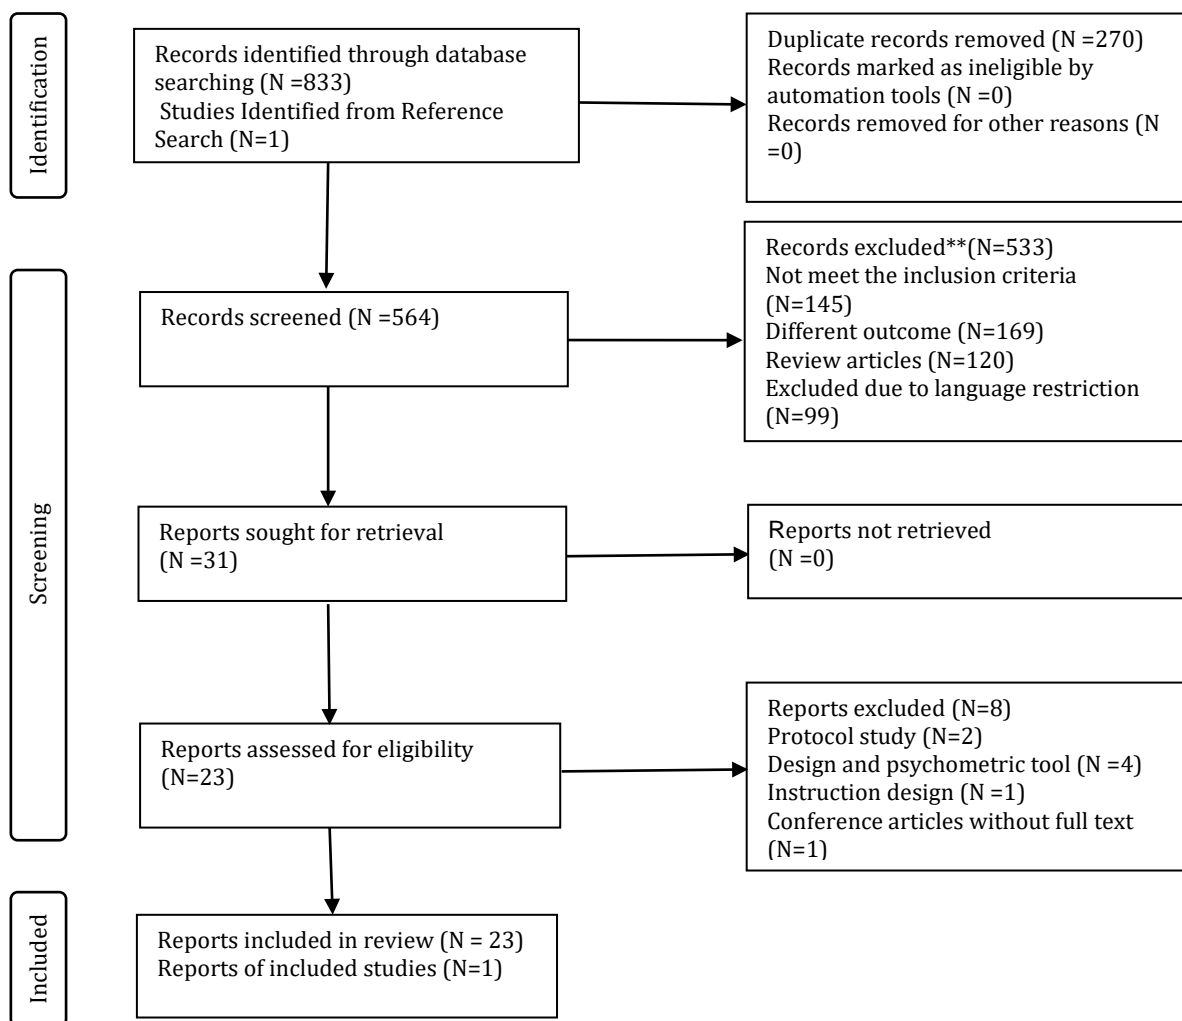 Identification
Records identified through database
searching (N =833)
Studies Identified from Reference
Search (N=1)
Duplicate records removed (N =270)
Records marked as ineligible by
automation tools (N =0)
Records removed for other reasons (N
=0)
Screening
Records screened (N =564)
Records excluded**(N=533)
Not meet the inclusion criteria
(N=145)
Different outcome (N=169)
Review articles (N=120)
Excluded due to language restriction
(N=99)
Reports sought for retrieval
(N =31)
Reports not retrieved
(N =0)
Reports assessed for eligibility
(N=23)
Reports excluded (N=8)
Protocol study (N=2)
Design and psychometric tool (N =4)
Instruction design (N =1)
Conference articles without full text
(N=1)
Included
Reports included in review (N = 23)
Reports of included studies (N=1)